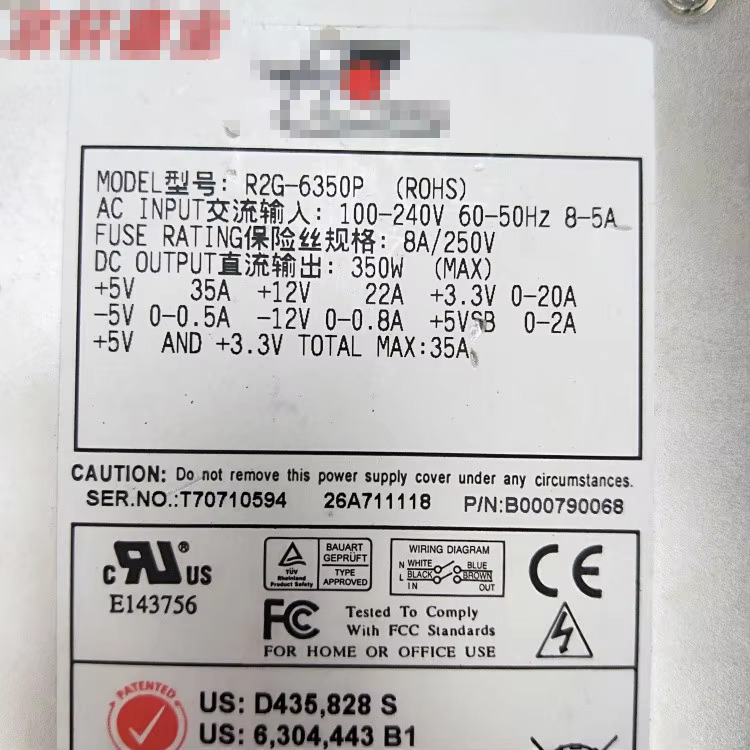 MODEL型号: R2G-6350P (ROHS)
AC INPUT交流输入: 100-240V 60-50Hz 8-5A
FUSE RATING保险丝规格: 8A/250V
DC OUTPUT直流输出: 350W (MAX)
+5V 35A +12V 22A +3.3V 0-20A
-5V 0-0.5A -12V 0-0.8A +5VSB 0-2A
+5V AND +3.3V TOTAL MAX:35A
CAUTION: Do not remove this power supply cover under any circumstances.
SER.NO.:T70710594 26A711118 P/N:B000790068
c RU ® US
E143756
TÜV
Rheinland
Product Safety
BAUART
GEPRÜFT
TYPE
APPROVED
WIRING DIAGRAM
N WHITE BLUE
L BLACK BROWN
IN OUT
CE
FC
Tested To Comply
With FCC Standards
FOR HOME OR OFFICE USE
PATENTED
US: D435,828 S
US: 6,304,443 B1